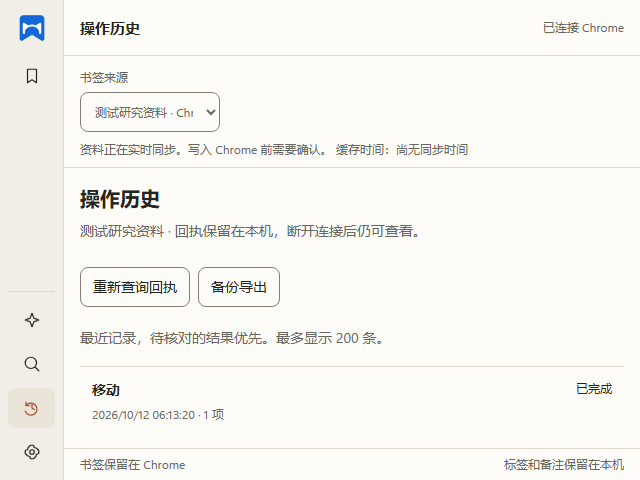 操作历史
已连接 Chrome
书签来源
测试研究资料 · Chr
资料正在实时同步。写入 Chrome 前需要确认。 缓存时间：尚无同步时间
操作历史
测试研究资料 · 回执保留在本机，断开连接后仍可查看。
重新查询回执
备份导出
最近记录，待核对的结果优先。最多显示 200 条。
移动
已完成
2026/10/12 06:13:20 · 1 项
书签保留在 Chrome
标签和备注保留在本机